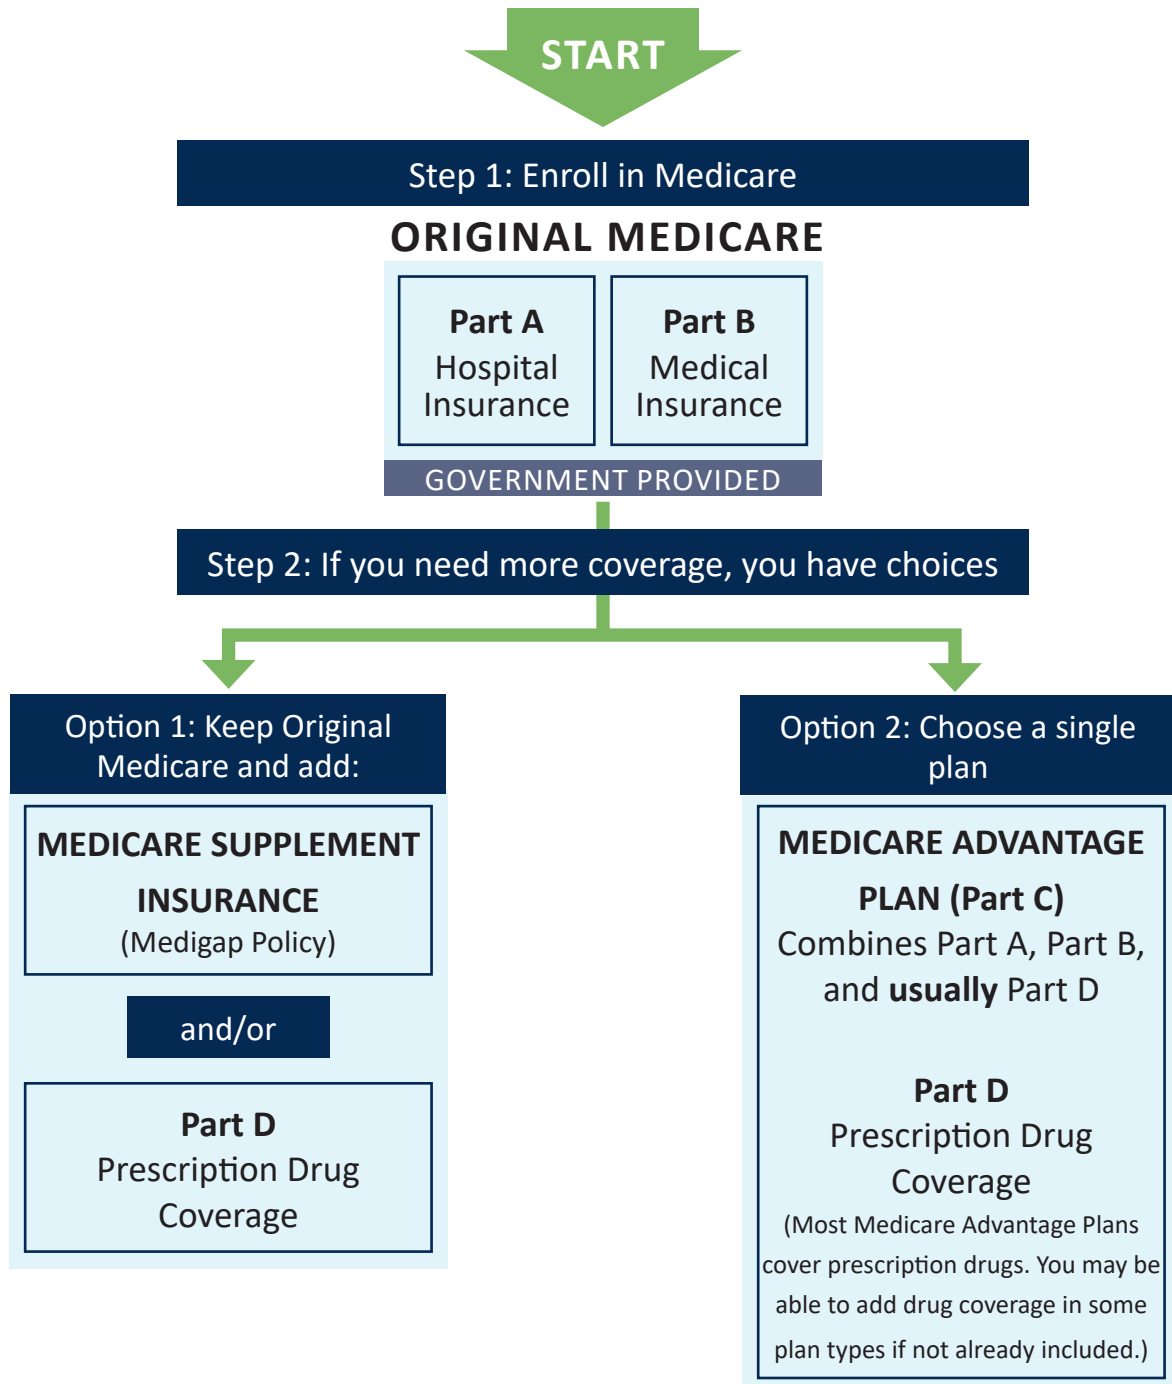 START
Step 1: Enroll in Medicare
ORIGINAL MEDICARE
Part A
Hospital
Insurance
Part B
Medical
Insurance
GOVERNMENT PROVIDED
Step 2: If you need more coverage, you have choices
Option 1: Keep Original
Medicare and add:
MEDICARE SUPPLEMENT
INSURANCE
(Medigap Policy)
and/or
Part D
Prescription Drug
Coverage
Option 2: Choose a single
plan
MEDICARE ADVANTAGE
PLAN (Part C)
Combines Part A, Part B,
and usually Part D
Part D
Prescription Drug
Coverage
(Most Medicare Advantage Plans
cover prescription drugs. You may be
able to add drug coverage in some
plan types if not already included.)